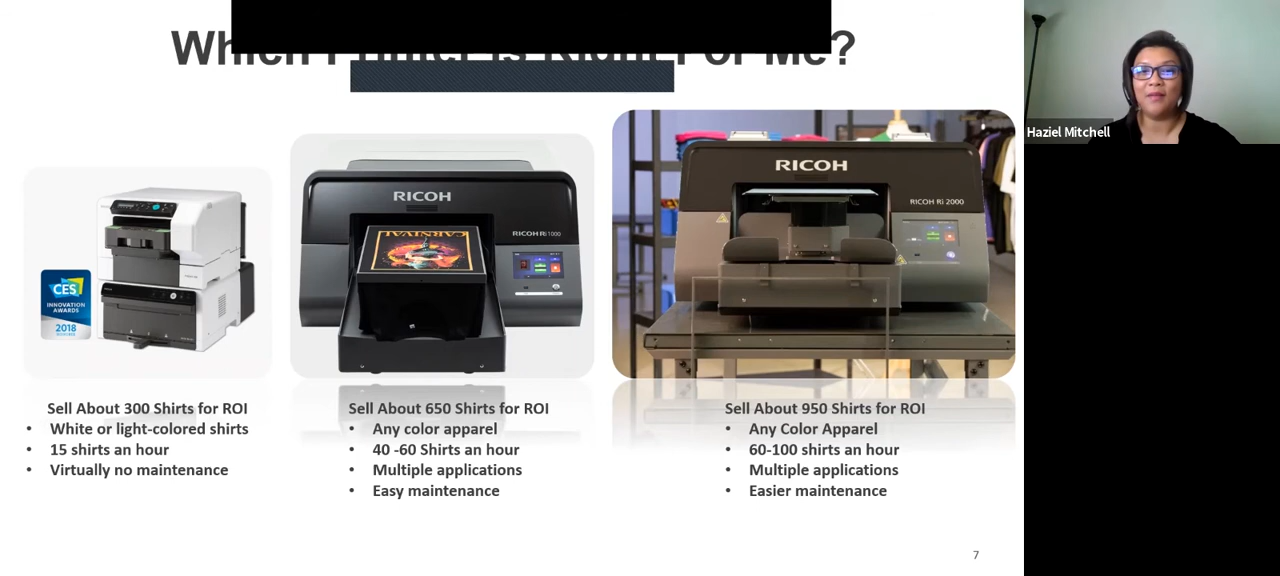 Which Printer is Right For Me?
Haziel Mitchell
RICOH
RICOH Ri 1000
CARNIVAL
RICOH
RICOH Ri 2000
CES
INNOVATION
AWARDS
2018
Sell About 300 Shirts for ROI
• White or light-colored shirts
• 15 shirts an hour
• Virtually no maintenance
Sell About 650 Shirts for ROI
• Any color apparel
• 40 -60 Shirts an hour
• Multiple applications
• Easy maintenance
Sell About 950 Shirts for ROI
• Any Color Apparel
• 60-100 shirts an hour
• Multiple applications
• Easier maintenance
7